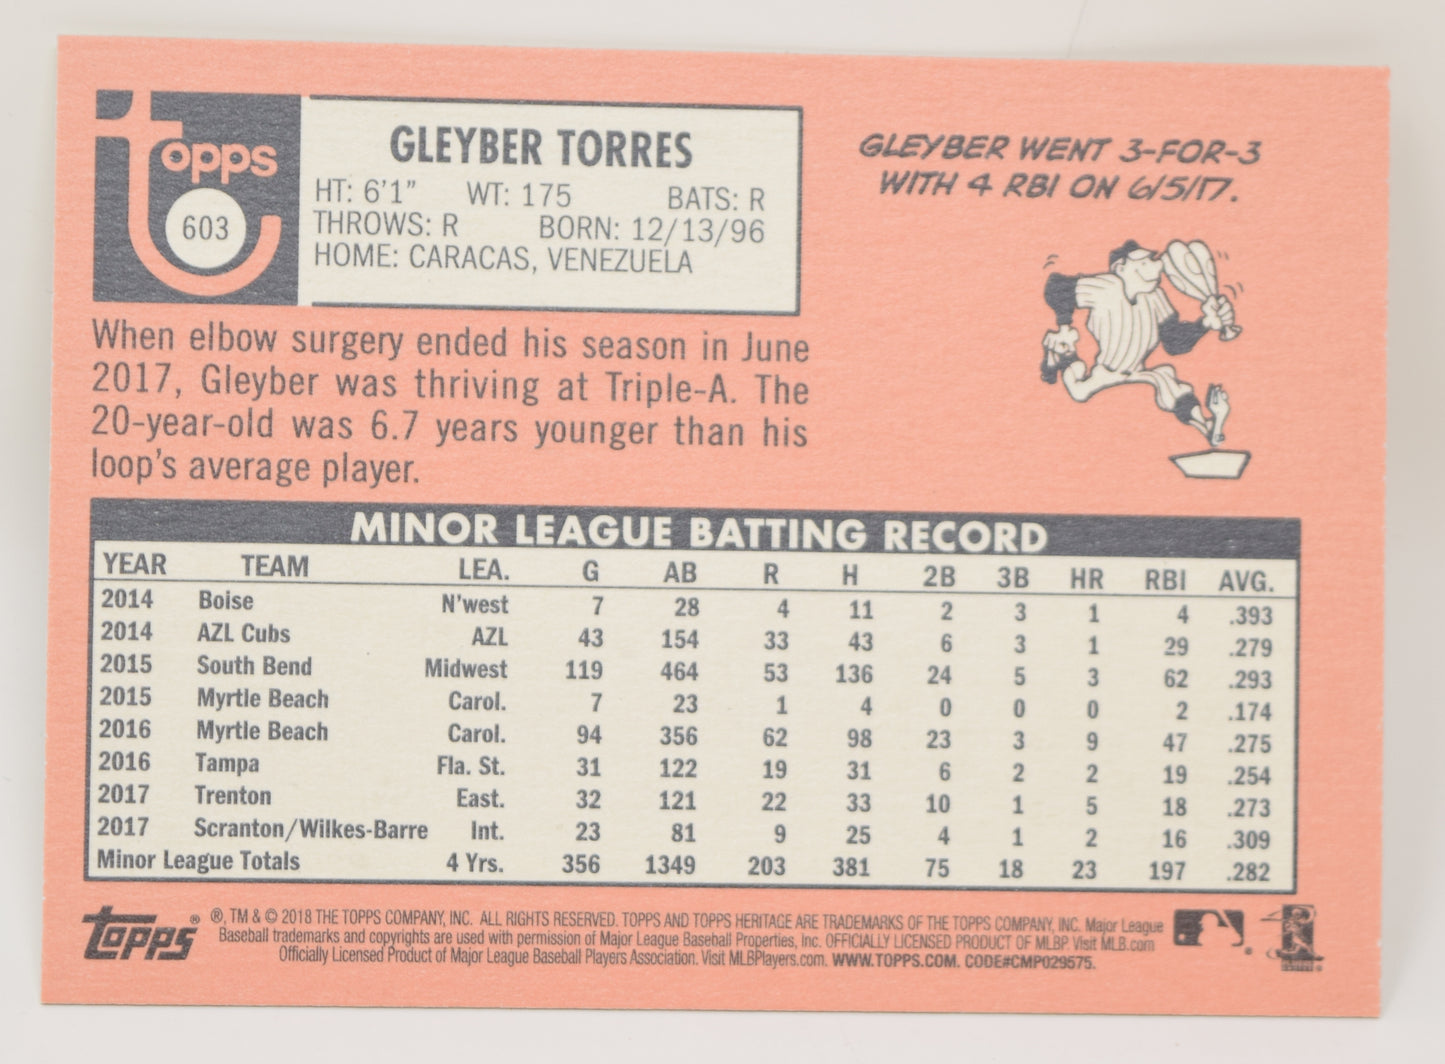 topps
603
GLEYBER TORRES
HT: 6'1" WT: 175 BATS: R
THROWS: R BORN: 12/13/96
HOME: CARACAS, VENEZUELA
GLEYBER WENT 3-FOR-3
WITH 4 RBI ON 6/5/17.
When elbow surgery ended his season in June
2017, Gleyber was thriving at Triple-A. The
20-year-old was 6.7 years younger than his
loop's average player.
MINOR LEAGUE BATTING RECORD
YEAR TEAM LEA. G AB R H 2B 3B HR RBI AVG.
2014 Boise N'west 7 28 4 11 2 3 1 4 .393
2014 AZL Cubs AZL 43 154 33 43 6 3 1 29 .279
2015 South Bend Midwest 119 464 53 136 24 5 3 62 .293
2015 Myrtle Beach Carol. 7 23 1 4 0 0 0 2 .174
2016 Myrtle Beach Carol. 94 356 62 98 23 3 9 47 .275
2016 Tampa Fla. St. 31 122 19 31 6 2 2 19 .254
2017 Trenton East. 32 121 22 33 10 1 5 18 .273
2017 Scranton/Wilkes-Barre Int. 23 81 9 25 4 1 2 16 .309
Minor League Totals 4 Yrs. 356 1349 203 381 75 18 23 197 .282
topps® ®, TM & © 2018 THE TOPPS COMPANY, INC. ALL RIGHTS RESERVED. TOPPS AND TOPPS HERITAGE ARE TRADEMARKS OF THE TOPPS COMPANY, INC. Major League
Baseball trademarks and copyrights are used with permission of Major League Baseball Properties, Inc. OFFICIALLY LICENSED PRODUCT OF MLBP. Visit MLB.com
Officially Licensed Product of Major League Baseball Players Association. Visit MLBPlayers.com. WWW.TOPPS.COM. CODE#CMP029575.